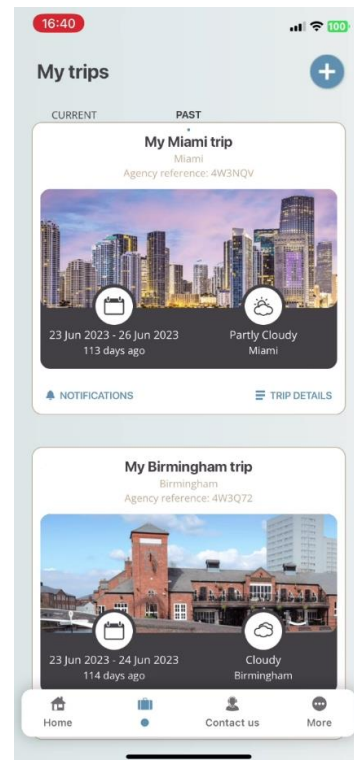 16:40
100
My trips
CURRENT
PAST
My Miami trip
Miami
Agency reference: 4W3NQV
23 Jun 2023 - 26 Jun 2023
113 days ago
Partly Cloudy
Miami
NOTIFICATIONS
TRIP DETAILS
My Birmingham trip
Birmingham
Agency reference: 4W3Q72
23 Jun 2023 - 24 Jun 2023
114 days ago
Cloudy
Birmingham
Home
Contact us
More